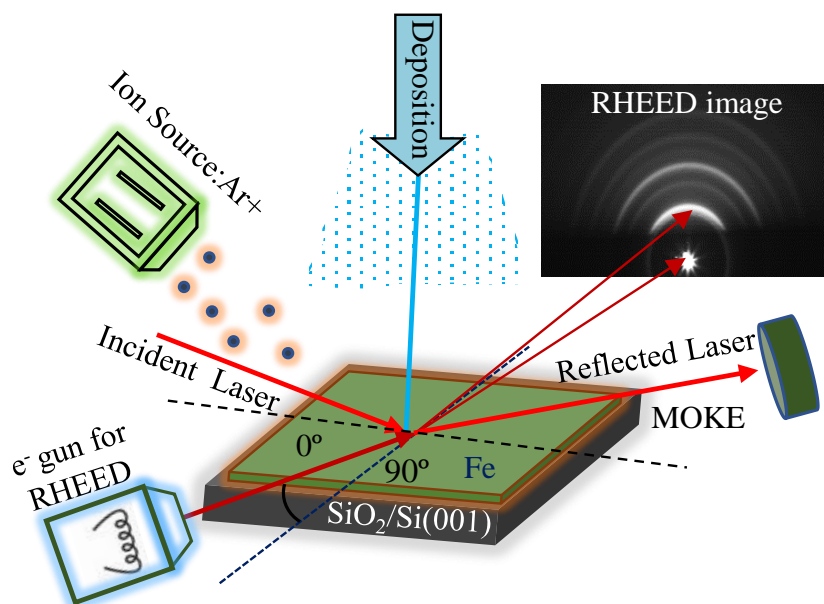 Deposition
Ion Source:Ar+
RHEED image
Incident Laser
Reflected Laser
MOKE
0º
90º
Fe
e⁻ gun for
RHEED
SiO₂/Si(001)